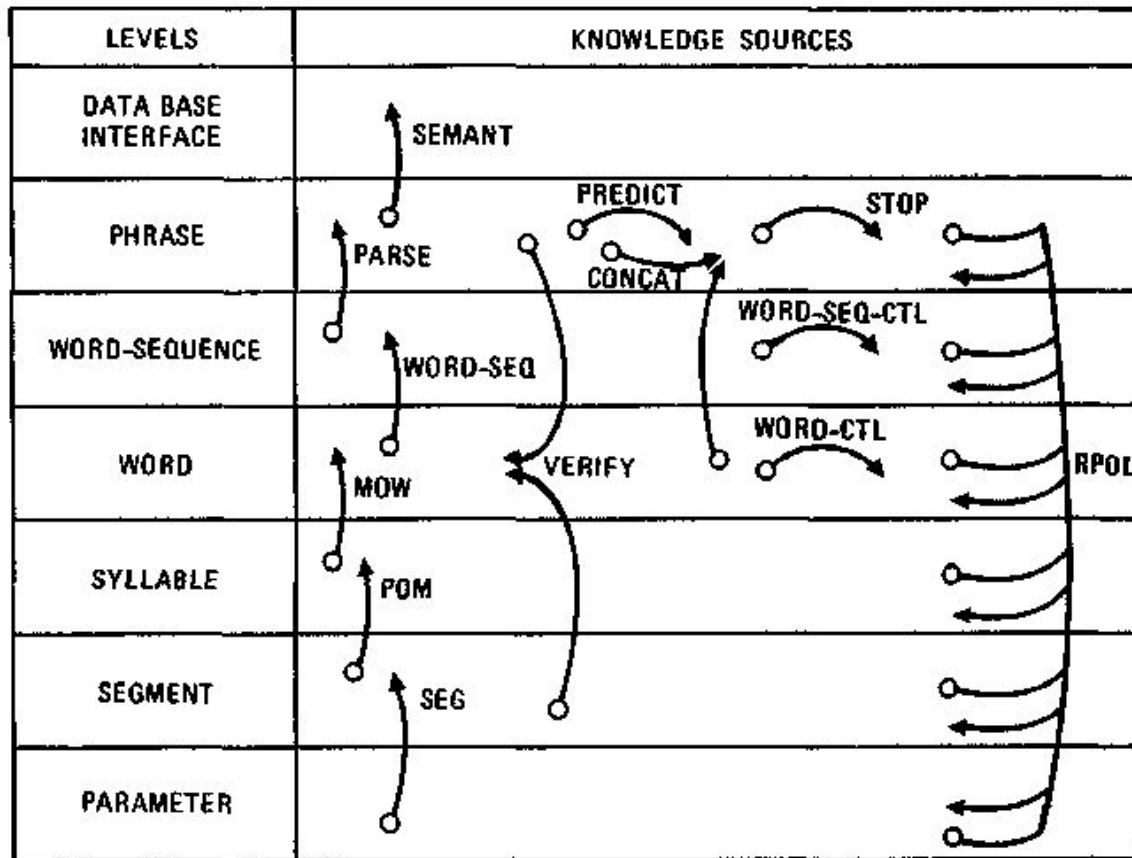 LEVELS
KNOWLEDGE SOURCES
DATA BASE
INTERFACE
SEMANT
PHRASE
PARSE
PREDICT
CONCAT
STOP
WORD-SEQUENCE
WORD-SEQ
WORD-SEQ-CTL
WORD
MOW
VERIFY
WORD-CTL
RPOL
SYLLABLE
POM
SEGMENT
SEG
PARAMETER